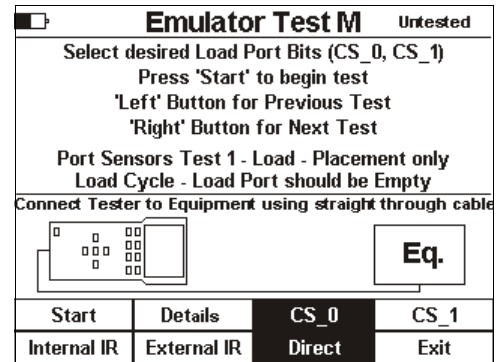 Emulator Test M Untested
Select desired Load Port Bits (CS_0, CS_1)
Press 'Start' to begin test
'Left' Button for Previous Test
'Right' Button for Next Test
Port Sensors Test 1 - Load - Placement only
Load Cycle - Load Port should be Empty
Connect Tester to Equipment using straight through cable
Eq.
Start Details CS_0 CS_1
Internal IR External IR Direct Exit